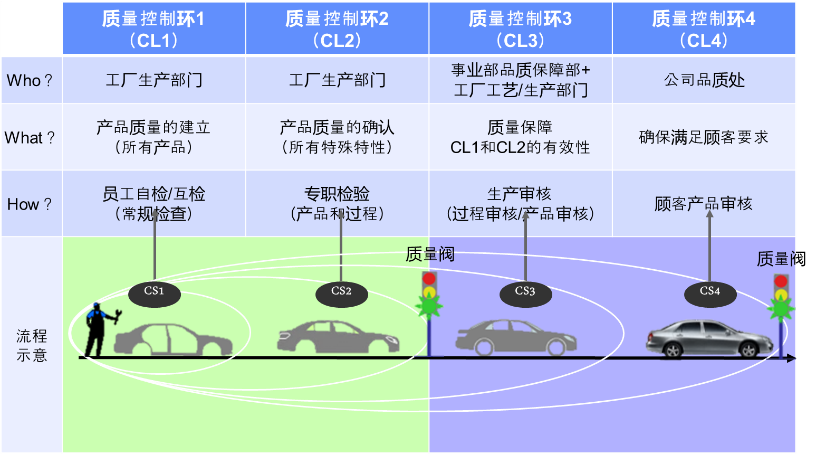 质量控制环1
（CL1）
质量控制环2
（CL2）
质量控制环3
（CL3）
质量控制环4
（CL4）
Who？
工厂生产部门
工厂生产部门
事业部品质保障部+
工厂工艺/生产部门
公司品质处
What？
产品质量的建立
（所有产品）
产品质量的确认
（所有特殊特性）
质量保障
CL1和CL2的有效性
确保满足顾客要求
How？
员工自检/互检
（常规检查）
专职检验
（产品和过程）
生产审核
（过程审核/产品审核）
顾客产品审核
流程
示意
质量阀
质量阀
CS1
CS2
CS3
CS4